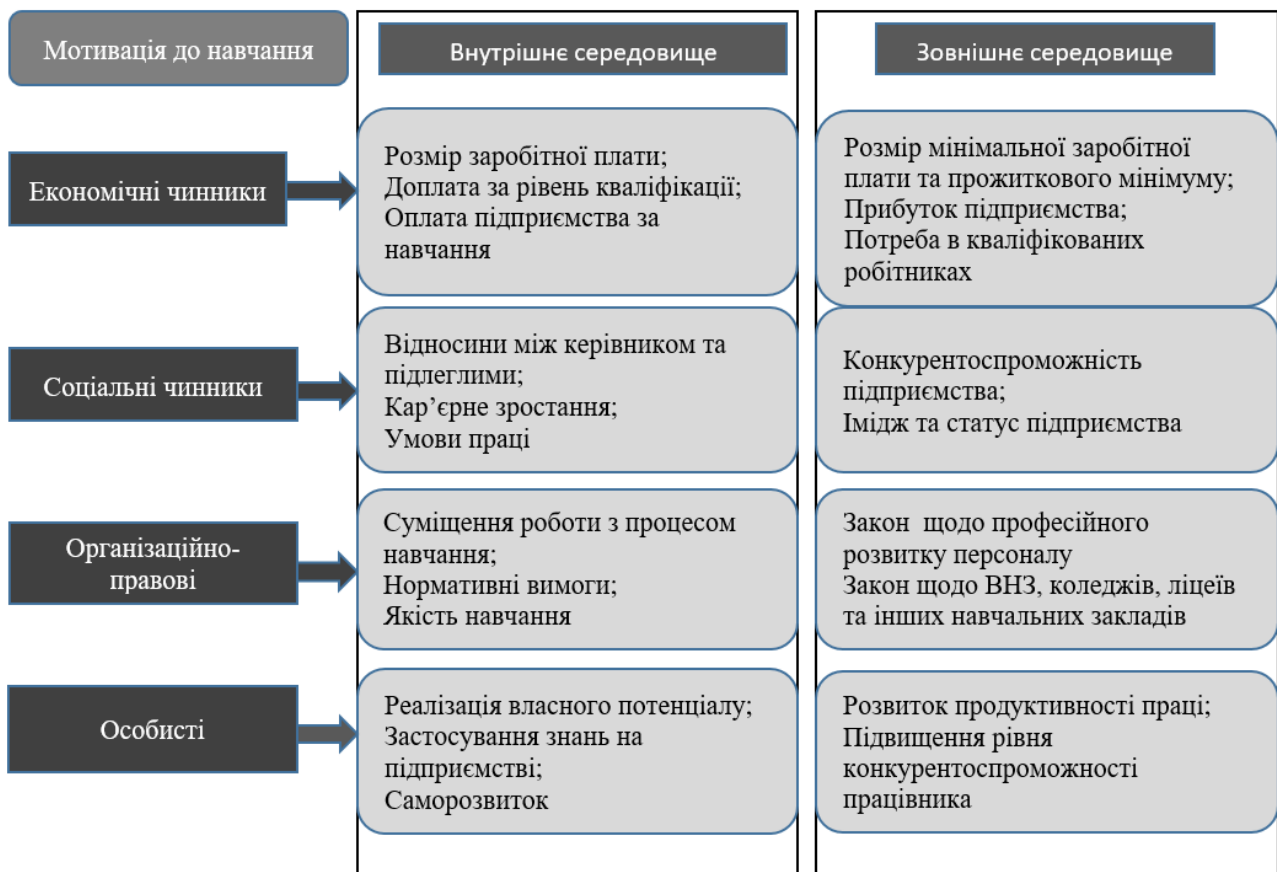 Мотивація до навчання
Внутрішнє середовище
Зовнішнє середовище
Економічні чинники
Розмір заробітної плати;
Доплата за рівень кваліфікації;
Оплата підприємства за
навчання
Розмір мінімальної заробітної
плати та прожиткового мінімуму;
Прибуток підприємства;
Потреба в кваліфікованих
робітниках
Соціальні чинники
Відносини між керівником та
підлеглими;
Кар’єрне зростання;
Умови праці
Конкурентоспроможність
підприємства;
Імідж та статус підприємства
Організаційно-
правові
Суміщення роботи з процесом
навчання;
Нормативні вимоги;
Якість навчання
Закон щодо професійного
розвитку персоналу
Закон щодо ВНЗ, коледжів, ліцеїв
та інших навчальних закладів
Особисті
Реалізація власного потенціалу;
Застосування знань на
підприємстві;
Саморозвиток
Розвиток продуктивності праці;
Підвищення рівня
конкурентоспроможності
працівника